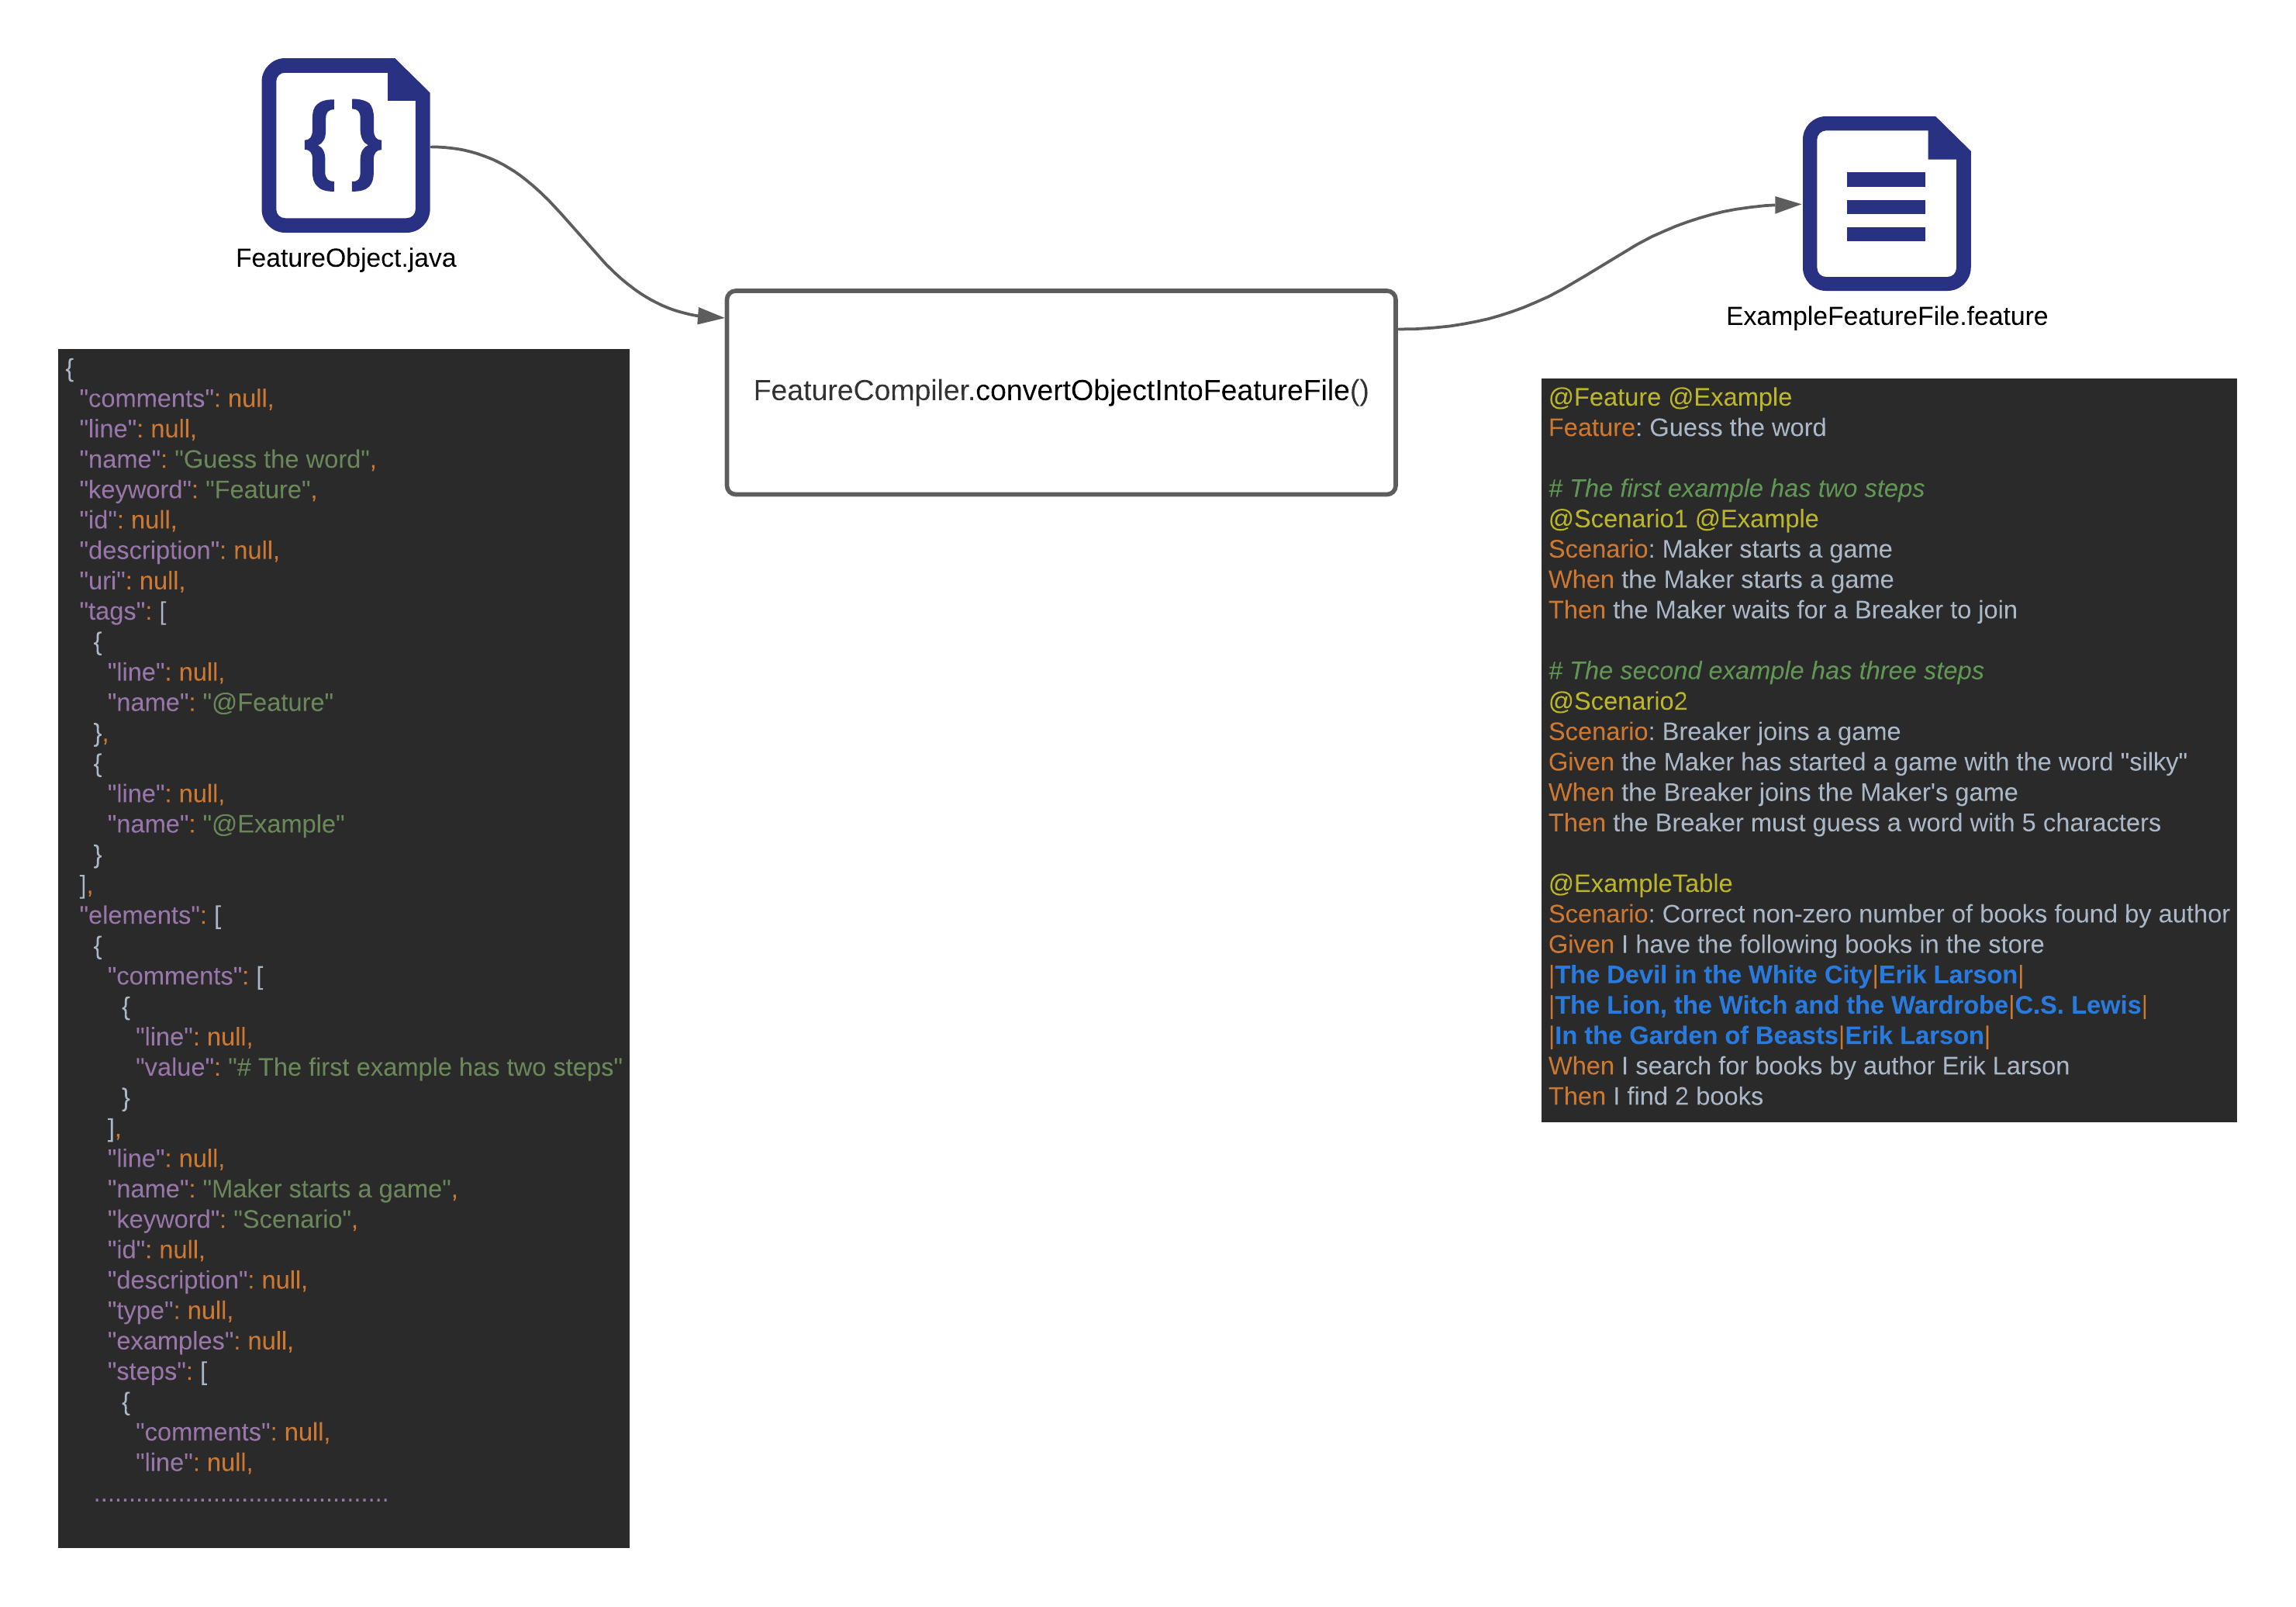 { }
FeatureObject.java
{
"comments": null,
"line": null,
"name": "Guess the word",
"keyword": "Feature",
"id": null,
"description": null,
"uri": null,
"tags": [
{
"line": null,
"name": "@Feature"
},
{
"line": null,
"name": "@Example"
}
],
"elements": [
{
"comments": [
{
"line": null,
"value": "# The first example has two steps"
}
],
"line": null,
"name": "Maker starts a game",
"keyword": "Scenario",
"id": null,
"description": null,
"type": null,
"examples": null,
"steps": [
{
"comments": null,
"line": null,
..........................................
FeatureCompiler.convertObjectIntoFeatureFile()
ExampleFeatureFile.feature
@Feature @Example
Feature: Guess the word
# The first example has two steps
@Scenario1 @Example
Scenario: Maker starts a game
When the Maker starts a game
Then the Maker waits for a Breaker to join
# The second example has three steps
@Scenario2
Scenario: Breaker joins a game
Given the Maker has started a game with the word "silky"
When the Breaker joins the Maker's game
Then the Breaker must guess a word with 5 characters
@ExampleTable
Scenario: Correct non-zero number of books found by author
Given I have the following books in the store
|The Devil in the White City|Erik Larson|
|The Lion, the Witch and the Wardrobe|C.S. Lewis|
|In the Garden of Beasts|Erik Larson|
When I search for books by author Erik Larson
Then I find 2 books